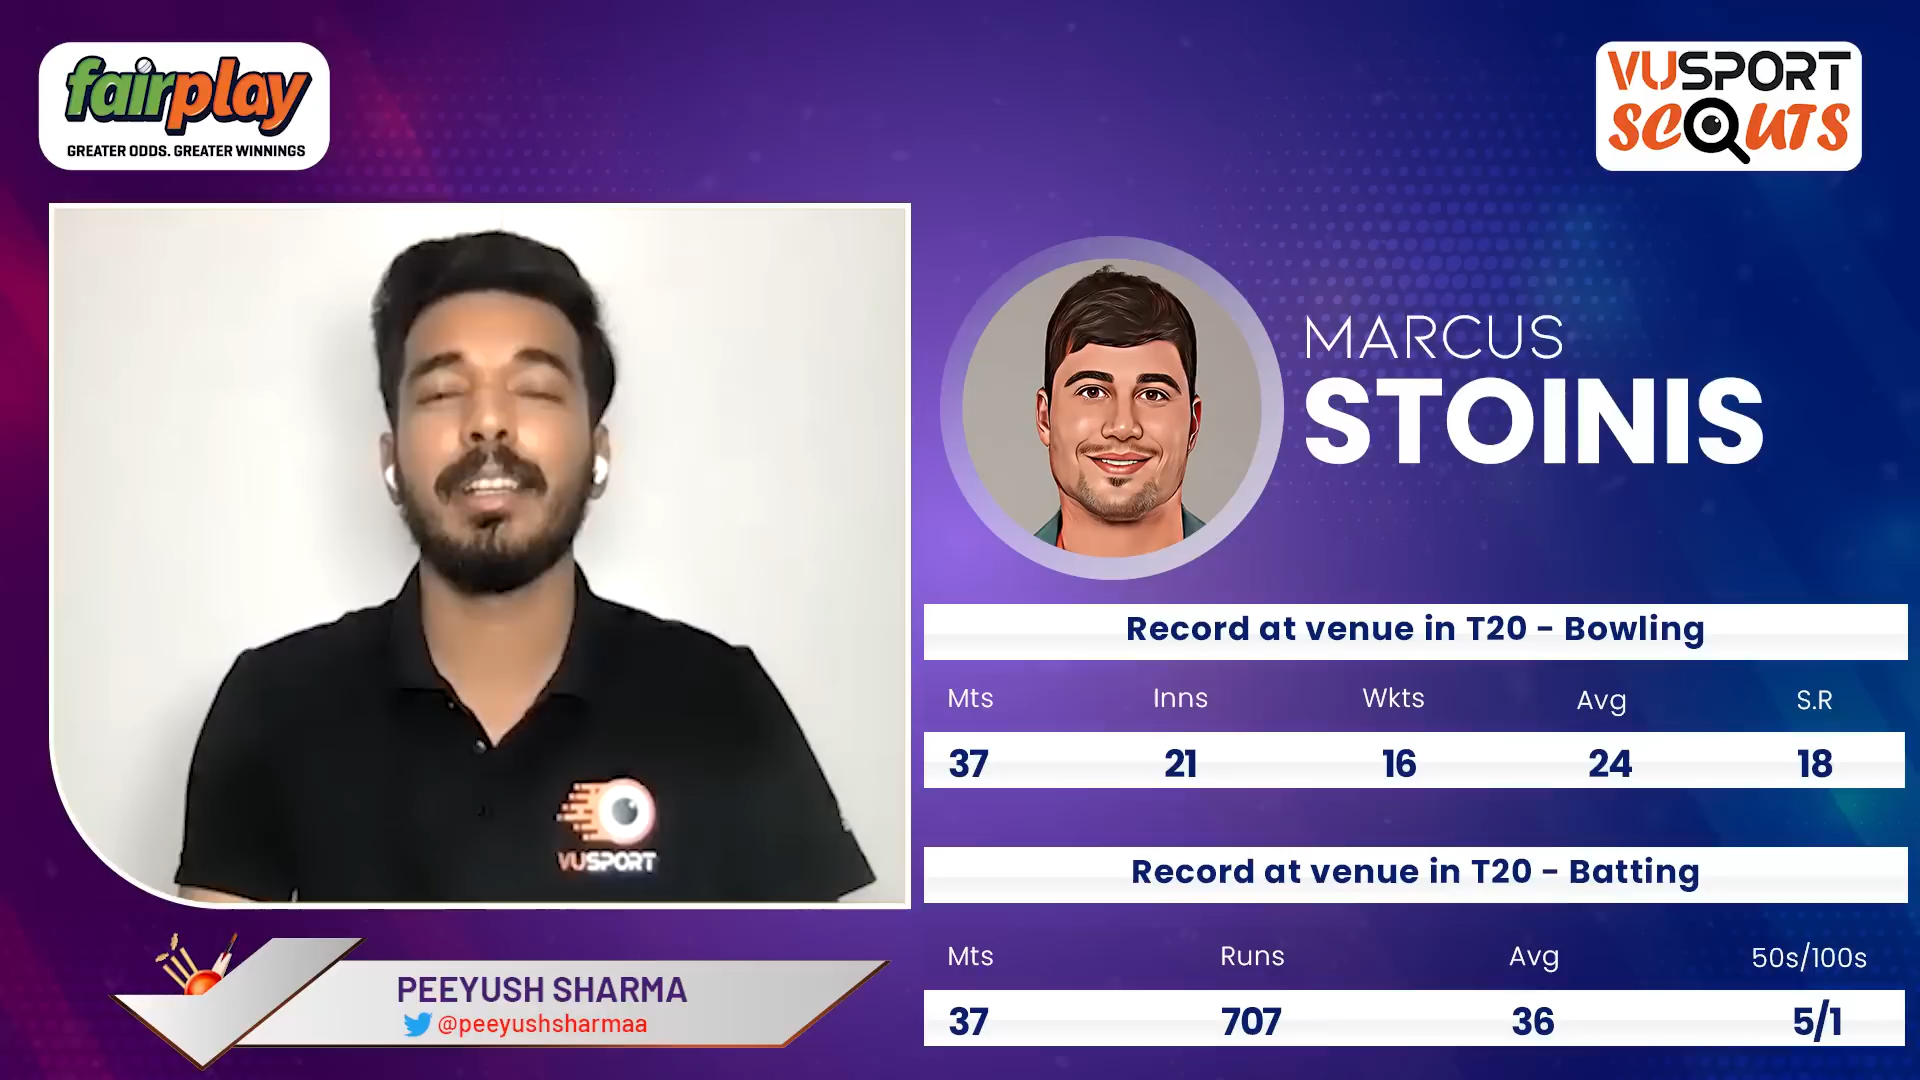 fairplay
GREATER ODDS. GREATER WINNINGS
VUSPORT
SCOUTS
MARCUS
STOINIS
Record at venue in T20 - Bowling
Mts Inns Wkts Avg S.R
37 21 16 24 18
Record at venue in T20 - Batting
Mts Runs Avg 50s/100s
37 707 36 5/1
VUSPORT
PEEYUSH SHARMA
@peeyushsharmaa